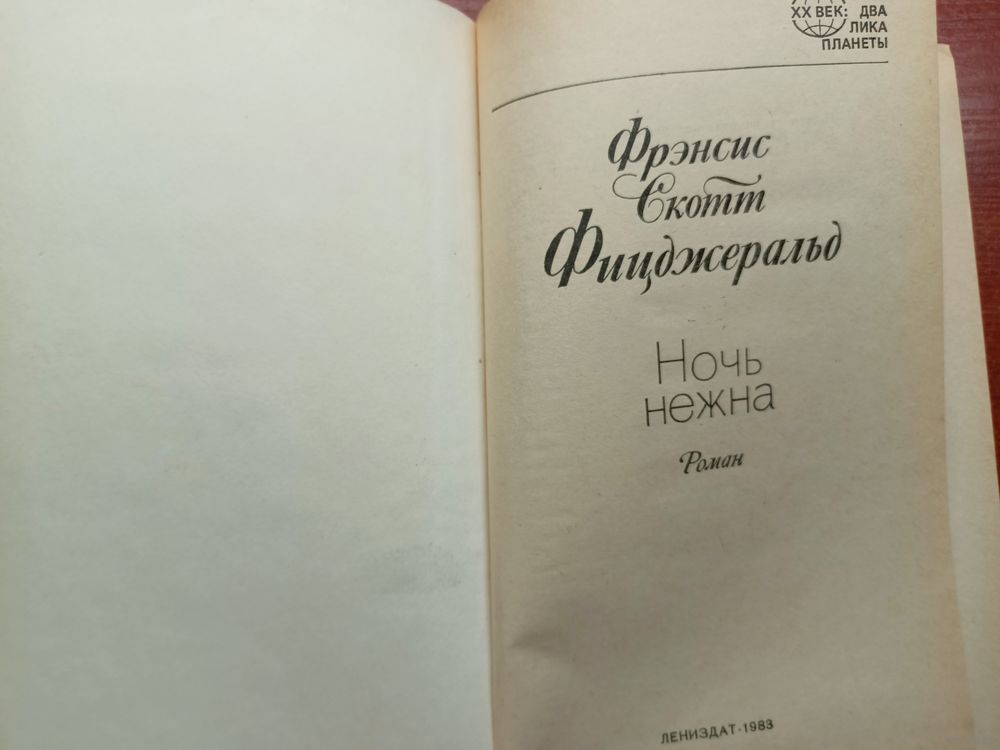 XX ВЕК: ДВА
ЛИКА
ПЛАНЕТЫ
Фрэнсис
Скотт
Фицджеральд
Ночь
нежна
Роман
ЛЕНИЗДАТ·1983